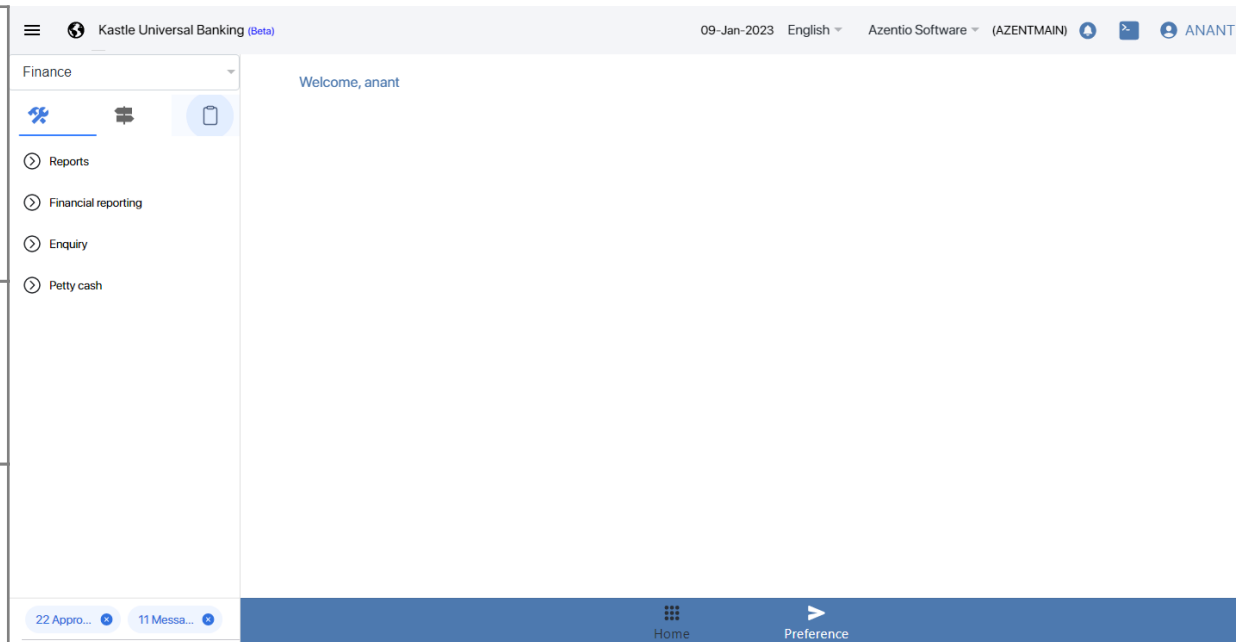 Kastle Universal Banking (Beta)
09-Jan-2023 English Azentio Software (AZENTMAIN) ANANT
Finance
Welcome, anant
Reports
Financial reporting
Enquiry
Petty cash
22 Appro... 11 Messa...
Home Preference